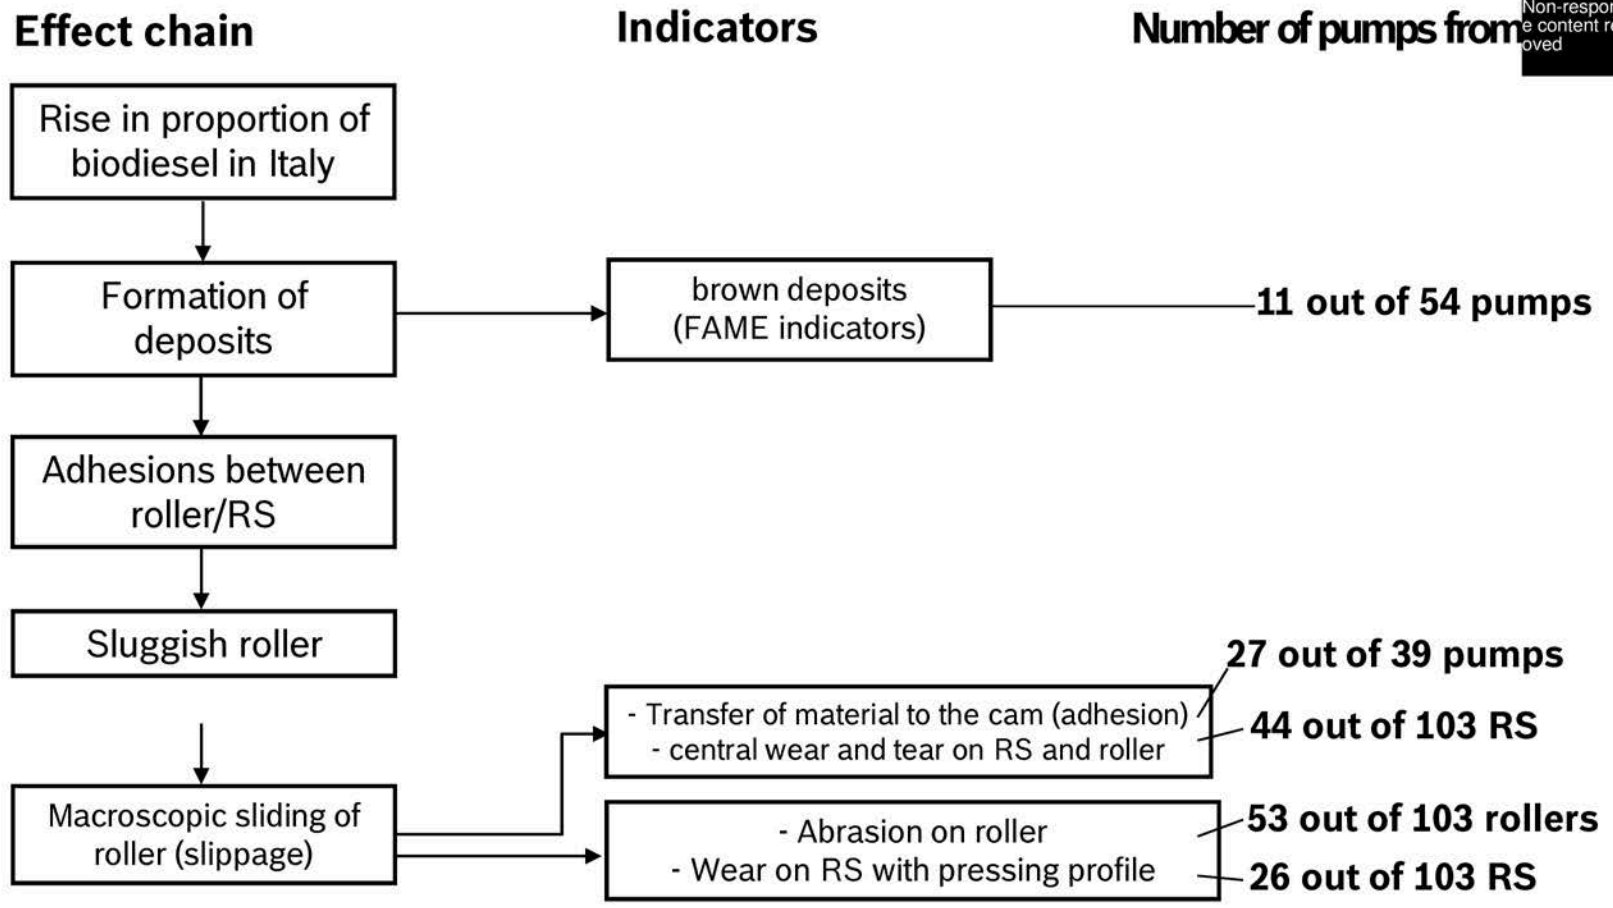 Effect chain
Indicators
Number of pumps from
e content
oved
Rise in proportion of
biodiesel in Italy
Formation of
deposits
brown deposits
(FAME indicators)
11 out of 54 pumps
Adhesions between
roller/RS
Sluggish roller
27 out of 39 pumps
- Transfer of material to the cam (adhesion)
- central wear and tear on RS and roller
44 out of 103 RS
Macroscopic sliding of
roller (slippage)
- Abrasion on roller
- Wear on RS with pressing profile
53 out of 103 rollers
26 out of 103 RS